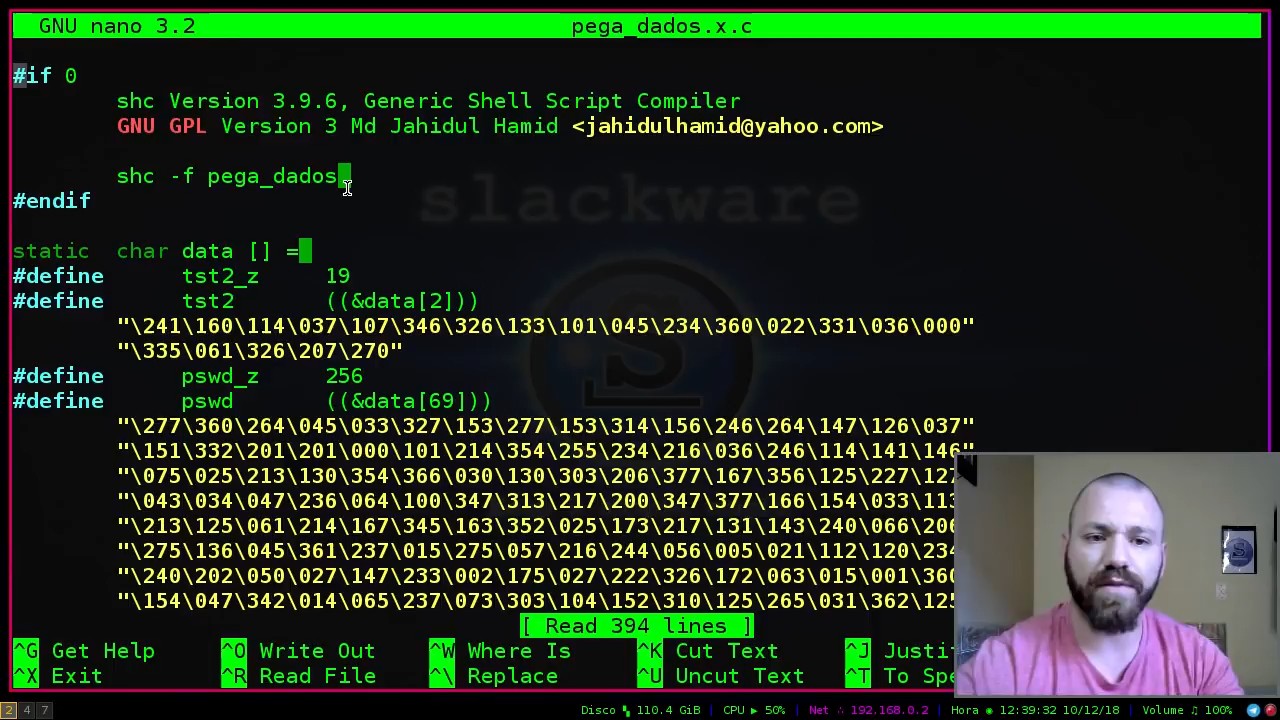 GNU nano 3.2 pega_dados.x.c
#if 0
shc Version 3.9.6, Generic Shell Script Compiler
GNU GPL Version 3 Md Jahidul Hamid <jahidulhamid@yahoo.com>
shc -f pega_dados
#endif
slackware
static char data [] =
#define tst2_z 19
#define tst2 ((&data[2]))
"\241\160\114\037\107\346\326\133\101\045\234\360\022\331\036\000"
"\335\061\326\207\270"
#define pswd_z 256
#define pswd ((&data[69]))
"\277\360\264\045\033\327\153\277\153\314\156\246\264\147\126\037"
"\151\332\201\201\000\101\214\354\255\234\216\036\246\114\141\146"
"\075\025\213\130\354\366\030\130\303\206\377\167\356\125\227\127
"\043\034\047\236\064\100\347\313\217\200\347\377\166\154\033\113
"\213\125\061\214\167\345\163\352\025\173\217\131\143\240\066\206
"\275\136\045\361\237\015\275\057\216\244\056\005\021\112\120\234
"\240\202\050\027\147\233\002\175\027\222\326\172\063\015\001\360
"\154\047\342\014\065\237\073\303\104\152\310\125\265\031\362\125
[ Read 394 lines ]
^G Get Help ^O Write Out ^W Where Is ^K Cut Text ^J Justi
^X Exit ^R Read File ^\ Replace ^U Uncut Text ^T To Spe
2 4 7 Disco 110.4 GiB | CPU ▶ 50% | Net ∴ 192.168.0.2 | Hora ◉ 12:39:32 10/12/18 | Volume ♫ 100%